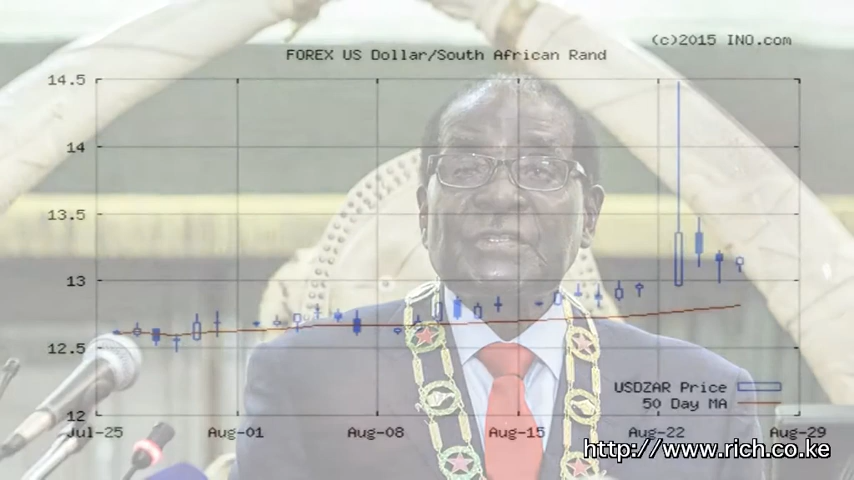 (c)2015 INO.com
FOREX US Dollar/South African Rand
14.5
14
13.5
13
12.5
12
USDZAR Price
50 Day MA
Jul-25 Aug-01 Aug-08 Aug-15 Aug-22 Aug-29
http://www.rich.co.ke